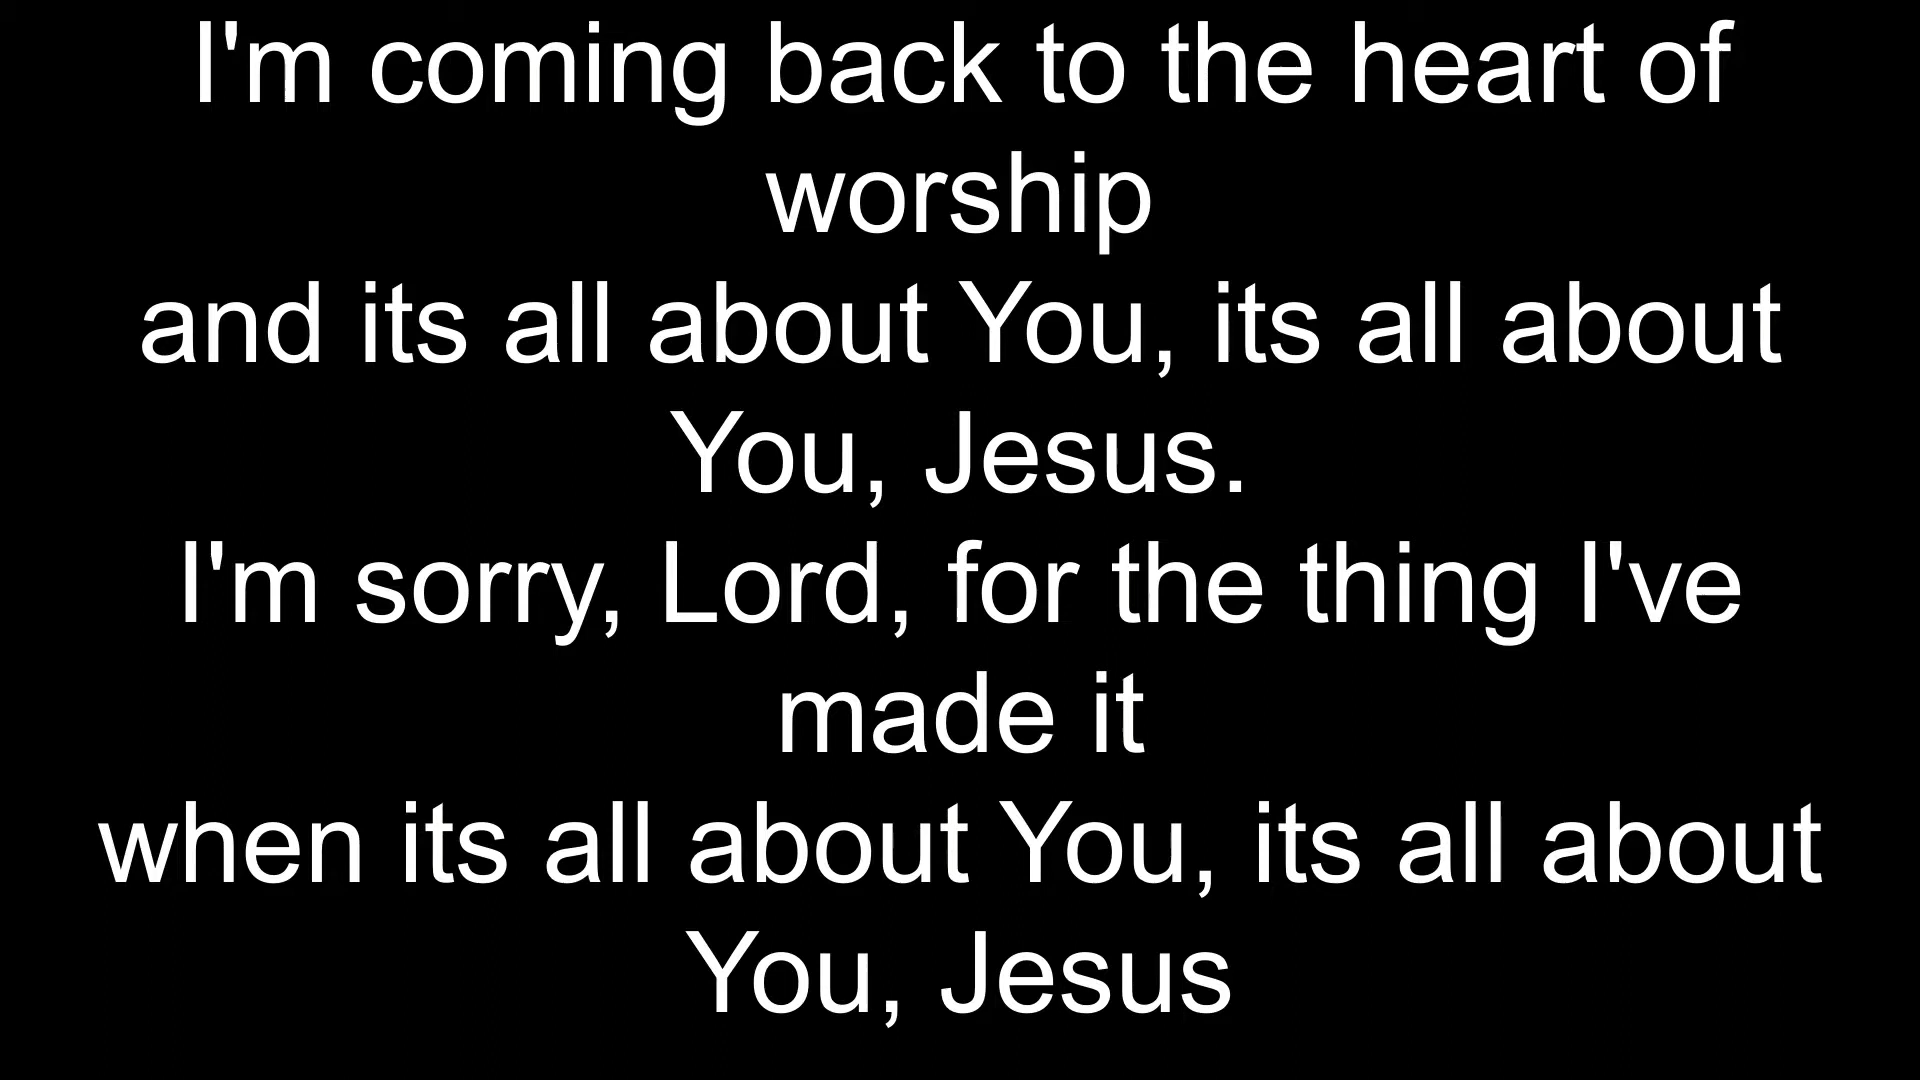 I'm coming back to the heart of
worship
and its all about You, its all about
You, Jesus.
I'm sorry, Lord, for the thing I've
made it
when its all about You, its all about
You, Jesus